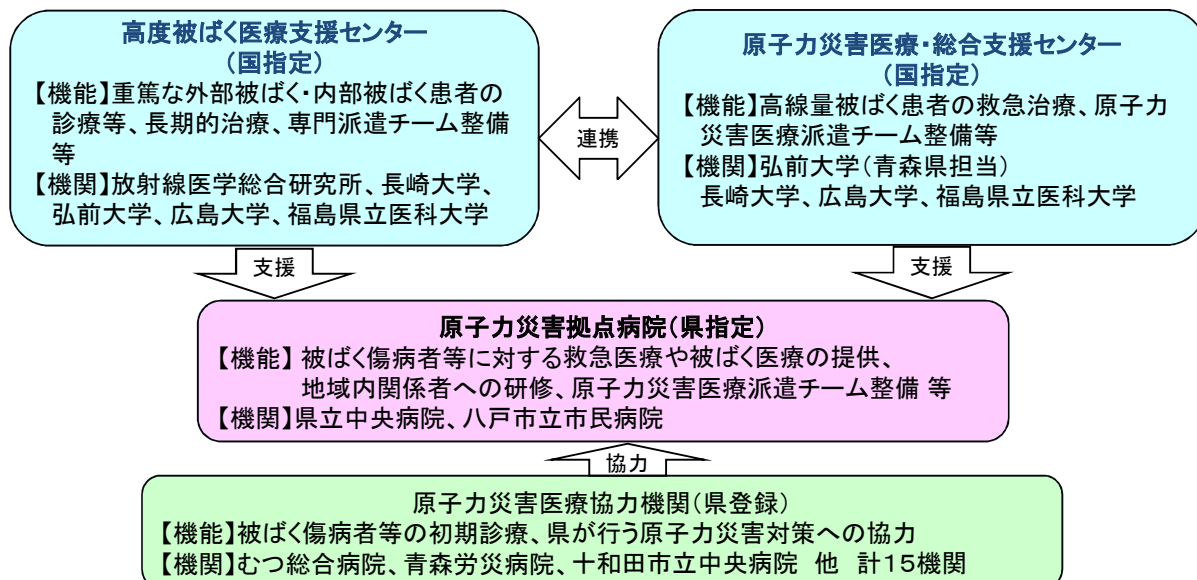 高度被ばく医療支援センター
(国指定)
【機能】重篤な外部被ばく・内部被ばく患者の
診療等、長期的治療、専門派遣チーム整備
等
【機関】放射線医学総合研究所、長崎大学、
弘前大学、広島大学、福島県立医科大学
連携
原子力災害医療・総合支援センター
(国指定)
【機能】高線量被ばく患者の救急治療、原子力
災害医療派遣チーム整備等
【機関】弘前大学(青森県担当)
長崎大学、広島大学、福島県立医科大学
支援
支援
原子力災害拠点病院(県指定)
【機能】 被ばく傷病者等に対する救急医療や被ばく医療の提供、
地域内関係者への研修、原子力災害医療派遣チーム整備 等
【機関】県立中央病院、八戸市立市民病院
協力
原子力災害医療協力機関(県登録)
【機能】被ばく傷病者等の初期診療、県が行う原子力災害対策への協力
【機関】むつ総合病院、青森労災病院、十和田市立中央病院 他 計15機関